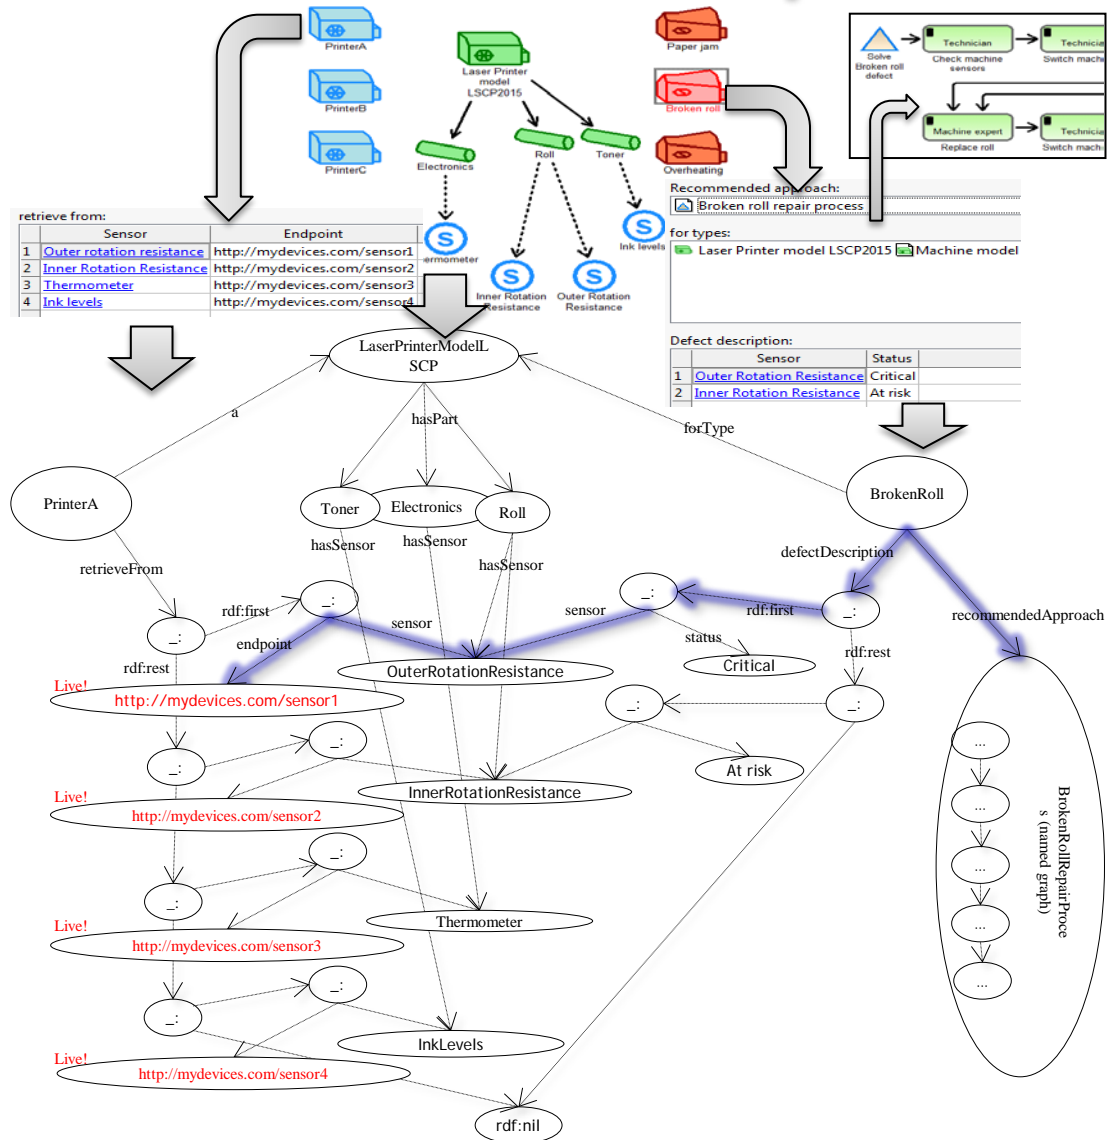 PrinterA
PrinterB
PrinterC
Laser Printer
model
LSCP2015
Electronics
Roll
Toner
ermometer
Inner Rotation
Resistance
Outer Rotation
Resistance
Ink levels
S
S
S
S
Paper jam
Broken roll
Overheating
Solve
Broken roll
defect
Technician
Check machine
sensors
Technicia
Switch machi
Machine expert
Replace roll
Technicia
Switch mach
retrieve from:
Sensor Endpoint
1 Outer rotation resistance http://mydevices.com/sensor1
2 Inner Rotation Resistance http://mydevices.com/sensor2
3 Thermometer http://mydevices.com/sensor3
4 Ink levels http://mydevices.com/sensor4
Recommended approach:
Broken roll repair process
for types:
Laser Printer model LSCP2015 Machine model
Defect description:
Sensor Status
1 Outer Rotation Resistance Critical
2 Inner Rotation Resistance At risk
LaserPrinterModelL
SCP
a
hasPart
forType
PrinterA
Toner
Electronics
Roll
BrokenRoll
hasSensor
hasSensor
hasSensor
defectDescription
retrieveFrom
rdf:first
_:
sensor
_:
endpoint
rdf:rest
sensor
_:
rdf:first
_:
status
Critical
rdf:rest
recommendedApproach
OuterRotationResistance
Live!
http://mydevices.com/sensor1
_:
_:
At risk
_:
_:
InnerRotationResistance
Live!
http://mydevices.com/sensor2
_:
_:
Thermometer
Live!
http://mydevices.com/sensor3
_:
_:
InkLevels
Live!
http://mydevices.com/sensor4
rdf:nil
...
...
...
...
...
BrokenRollRepairProce
s (named graph)